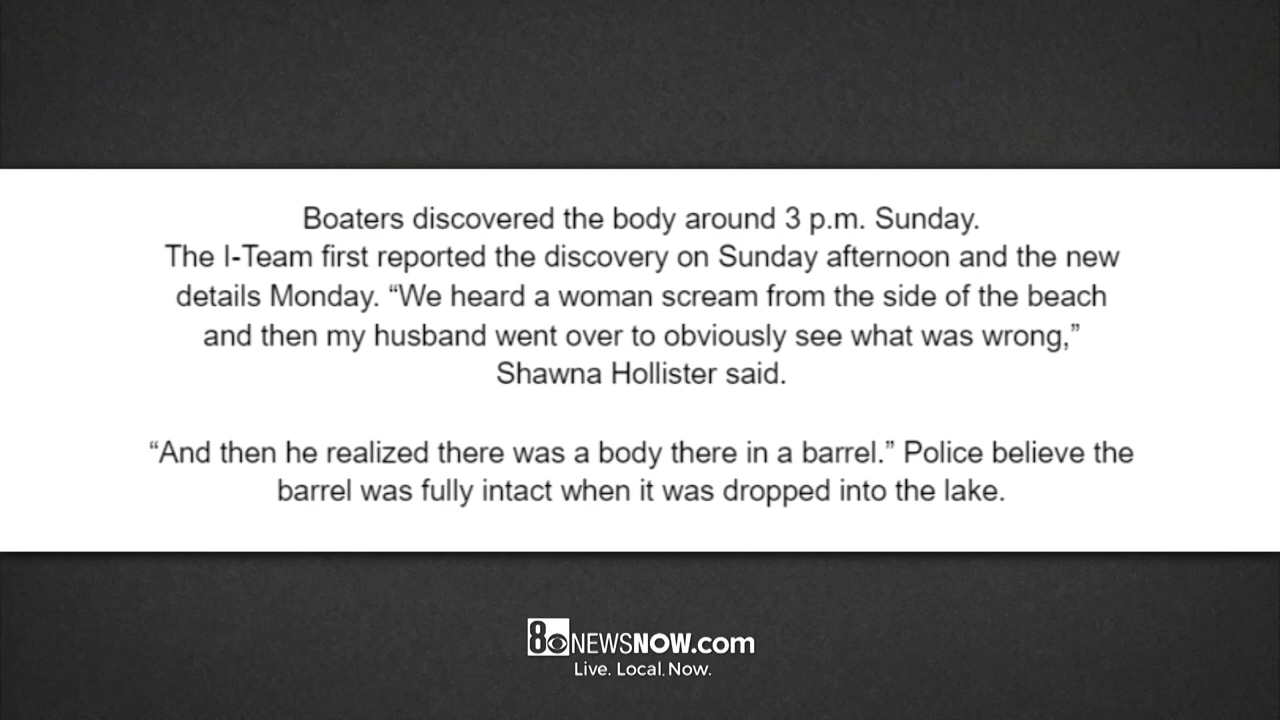 Boaters discovered the body around 3 p.m. Sunday.
The I-Team first reported the discovery on Sunday afternoon and the new
details Monday. “We heard a woman scream from the side of the beach
and then my husband went over to obviously see what was wrong,”
Shawna Hollister said.
“And then he realized there was a body there in a barrel.” Police believe the
barrel was fully intact when it was dropped into the lake.
8NEWSNOW.com
Live. Local. Now.